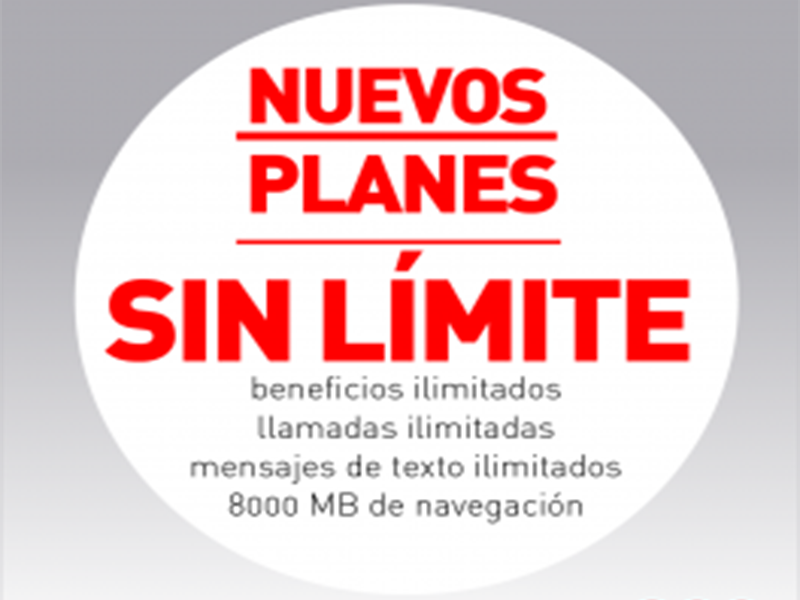 NUEVOS
PLANES
SIN LÍMITE
beneficios ilimitados
llamadas ilimitadas
mensajes de texto ilimitados
8000 MB de navegación